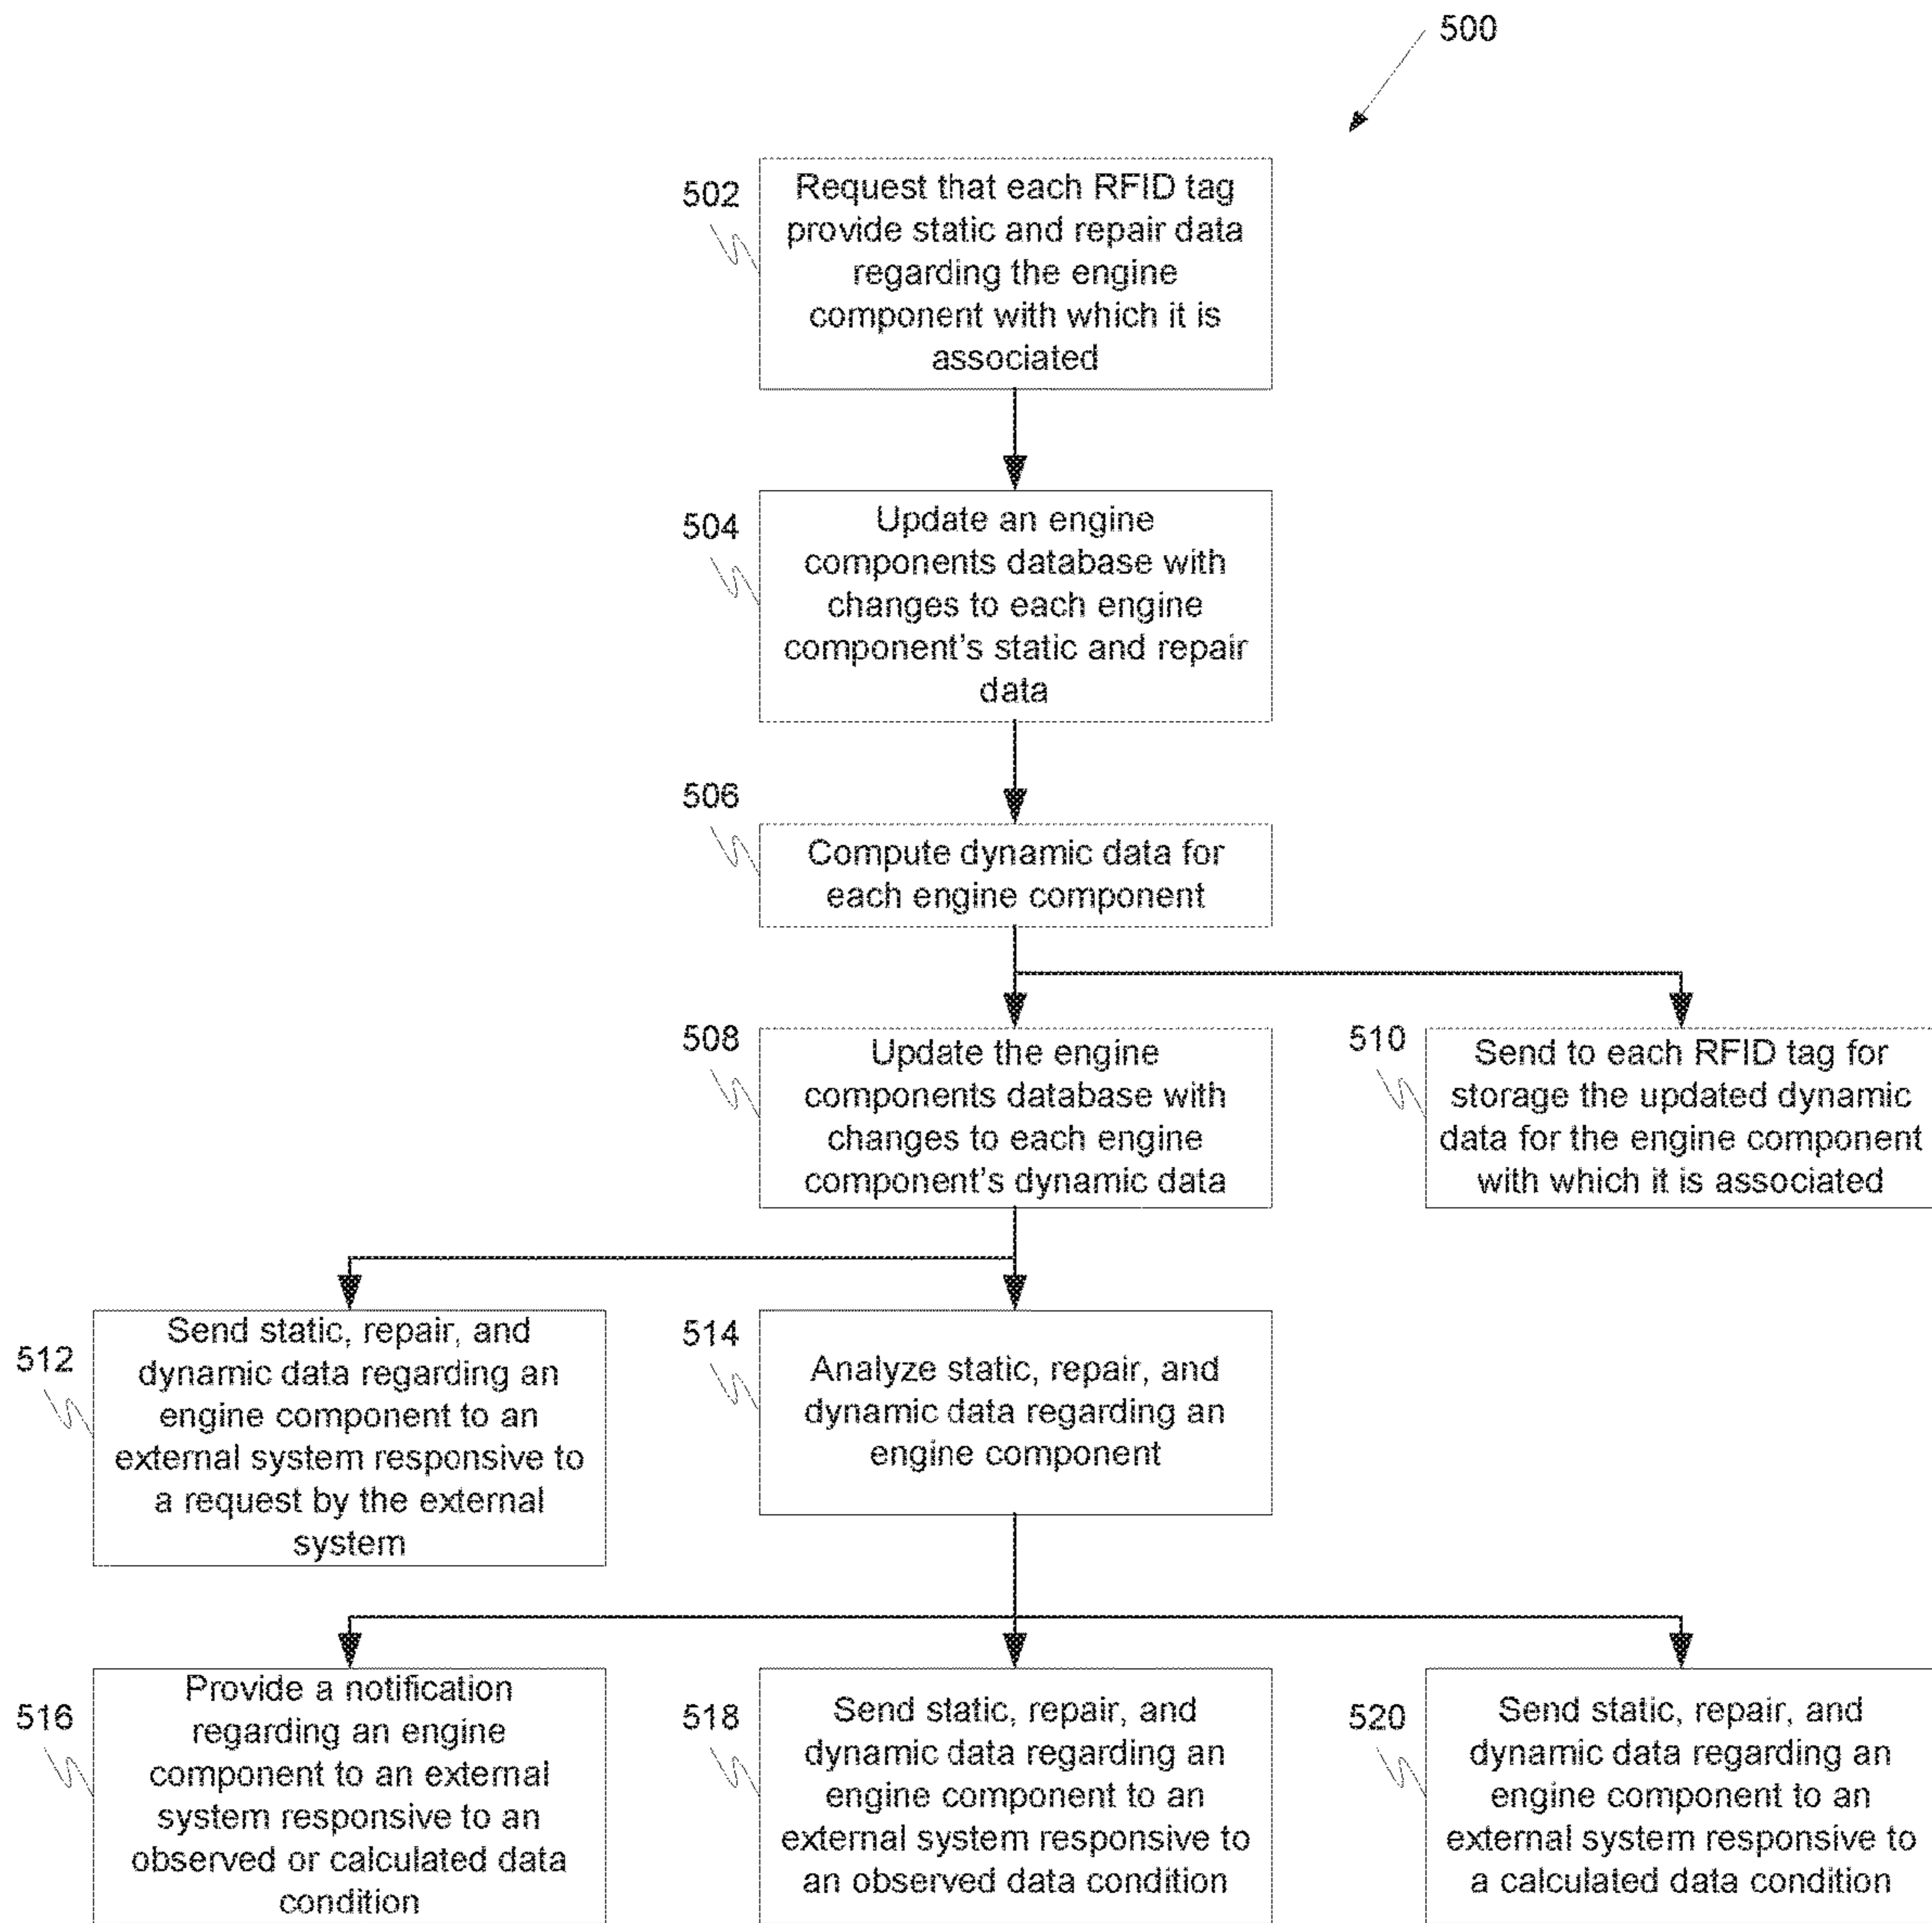 500
502
Request that each RFID tag
provide static and repair data
regarding the engine
component with which it is
associated
504
Update an engine
components database with
changes to each engine
component's static and repair
data
506
Compute dynamic data for
each engine component
508
Update the engine
components database with
changes to each engine
component's dynamic data
510
Send to each RFID tag for
storage the updated dynamic
data for the engine component
with which it is associated
512
Send static, repair, and
dynamic data regarding an
engine component to an
external system responsive to
a request by the external
system
514
Analyze static, repair, and
dynamic data regarding an
engine component
516
Provide a notification
regarding an engine
component to an external
system responsive to an
observed or calculated data
condition
518
Send static, repair, and
dynamic data regarding an
engine component to an
external system responsive to
an observed data condition
520
Send static, repair, and
dynamic data regarding an
engine component to an
external system responsive to
a calculated data condition